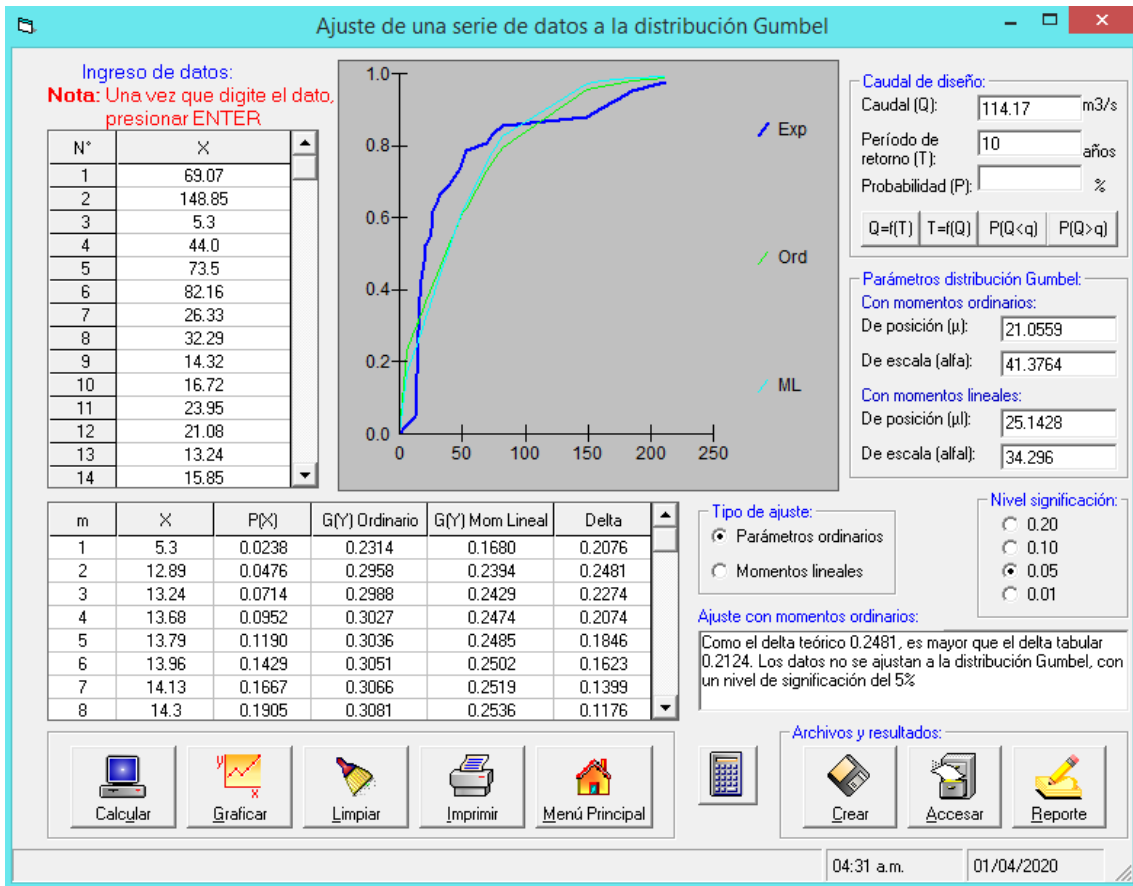 Ajuste de una serie de datos a la distribución Gumbel
Ingreso de datos:
Nota: Una vez que digite el dato,
presionar ENTER
N° X
1 69.07
2 148.85
3 5.3
4 44.0
5 73.5
6 82.16
7 26.33
8 32.29
9 14.32
10 16.72
11 23.95
12 21.08
13 13.24
14 15.85
1.0
0.8
0.6
0.4
0.2
0.0
0 50 100 150 200 250
Exp
Ord
ML
Caudal de diseño:
Caudal (Q): 114.17 m3/s
Período de
retorno (T): 10 años
Probabilidad (P): %
Q=f(T) T=f(Q) P(Q<q) P(Q>q)
Parámetros distribución Gumbel:
Con momentos ordinarios:
De posición (μ): 21.0559
De escala (alfa): 41.3764
Con momentos lineales:
De posición (μl): 25.1428
De escala (alfal): 34.296
m X P(X) G(Y) Ordinario G(Y) Mom Lineal Delta
1 5.3 0.0238 0.2314 0.1680 0.2076
2 12.89 0.0476 0.2958 0.2394 0.2481
3 13.24 0.0714 0.2988 0.2429 0.2274
4 13.68 0.0952 0.3027 0.2474 0.2074
5 13.79 0.1190 0.3036 0.2485 0.1846
6 13.96 0.1429 0.3051 0.2502 0.1623
7 14.13 0.1667 0.3066 0.2519 0.1399
8 14.3 0.1905 0.3081 0.2536 0.1176
Tipo de ajuste:
Parámetros ordinarios
Momentos lineales
Nivel significación:
0.20
0.10
0.05
0.01
Ajuste con momentos ordinarios:
Como el delta teórico 0.2481, es mayor que el delta tabular
0.2124. Los datos no se ajustan a la distribución Gumbel, con
un nivel de significación del 5%
Calcular
Graficar
Limpiar
Imprimir
Menú Principal
Archivos y resultados:
Crear
Accesar
Reporte
04:31 a.m. 01/04/2020